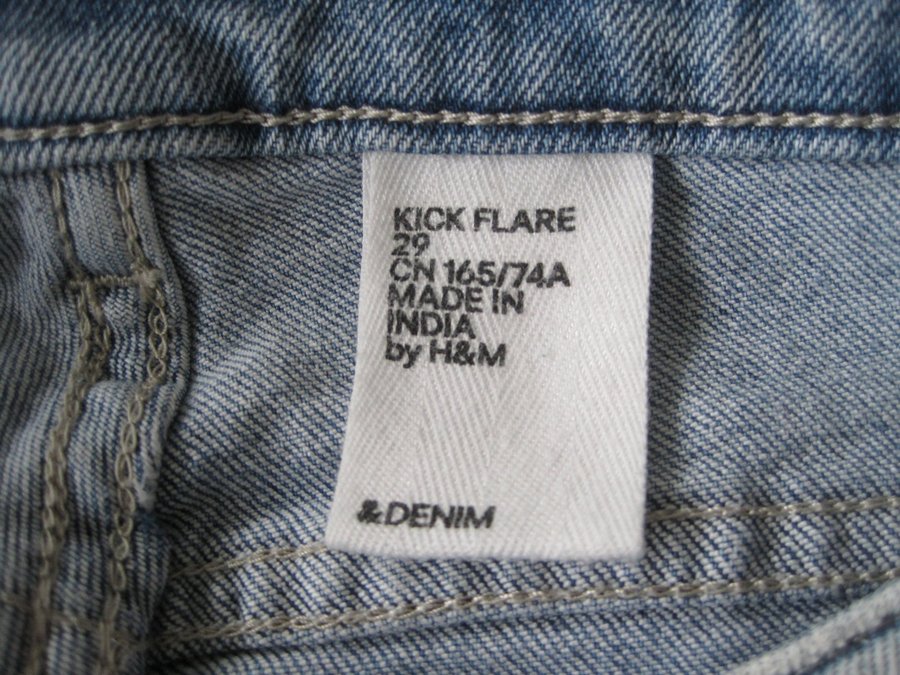 KICK FLARE
29
CN 165/74A
MADE IN
INDIA
by H&M
&DENIM